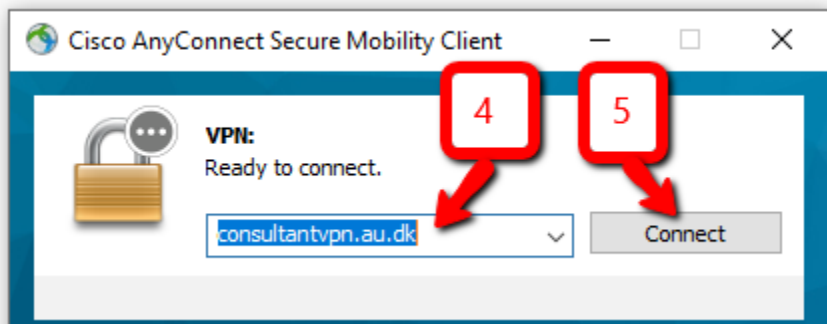 Cisco AnyConnect Secure Mobility Client
4
5
VPN:
Ready to connect.
consultantvpn.au.dk
Connect